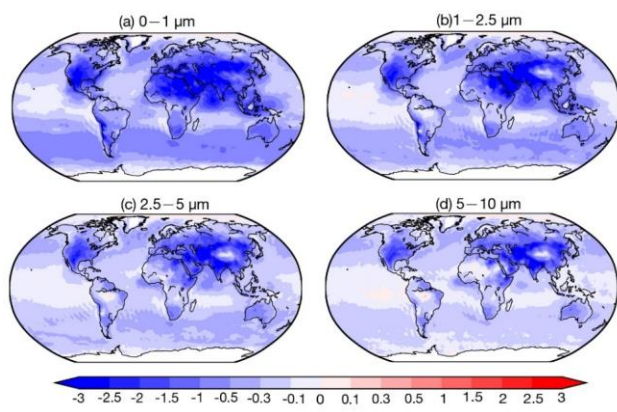 (a) 0－1 µm
(b)1－2.5 µm
(c) 2.5－5 µm
(d) 5－10 µm
-3 -2.5 -2 -1.5 -1 -0.5 -0.3 -0.1 0 0.1 0.3 0.5 1 1.5 2 2.5 3